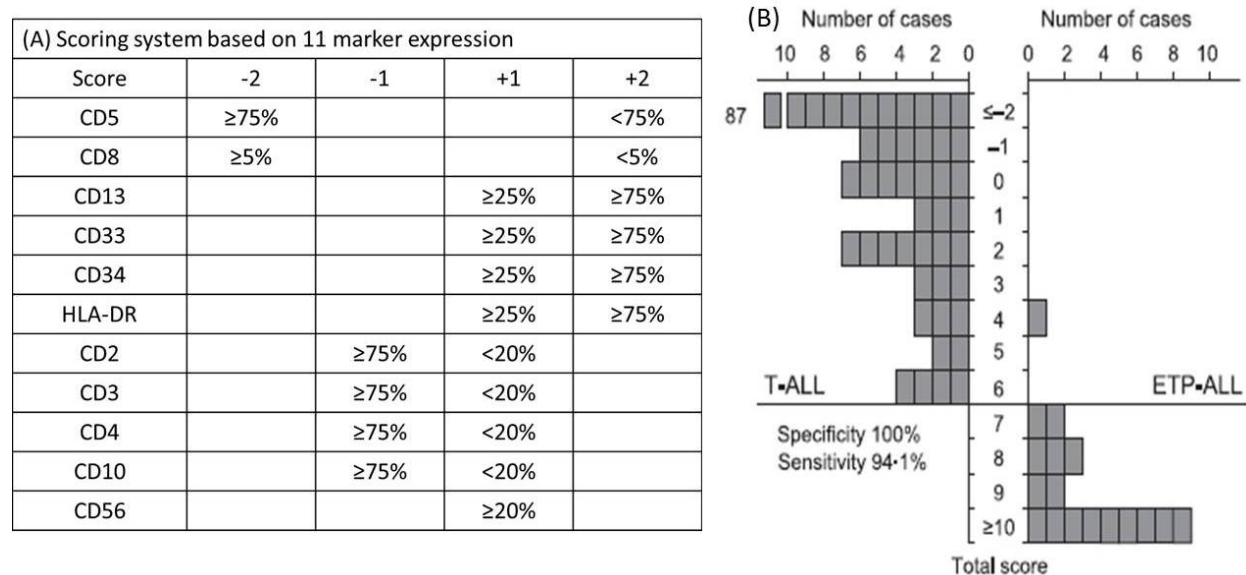 (A) Scoring system based on 11 marker expression
Score -2 -1 +1 +2
CD5 ≥75% <75%
CD8 ≥5% <5%
CD13 ≥25% ≥75%
CD33 ≥25% ≥75%
CD34 ≥25% ≥75%
HLA-DR ≥25% ≥75%
CD2 ≥75% <20%
CD3 ≥75% <20%
CD4 ≥75% <20%
CD10 ≥75% <20%
CD56 ≥20%
(B) Number of cases Number of cases
10 8 6 4 2 0 0 2 4 6 8 10
87 ≤–2
–1
0
1
2
3
4
5
T-ALL 6 ETP-ALL
7
Specificity 100%
8
Sensitivity 94·1%
9
≥10
Total score